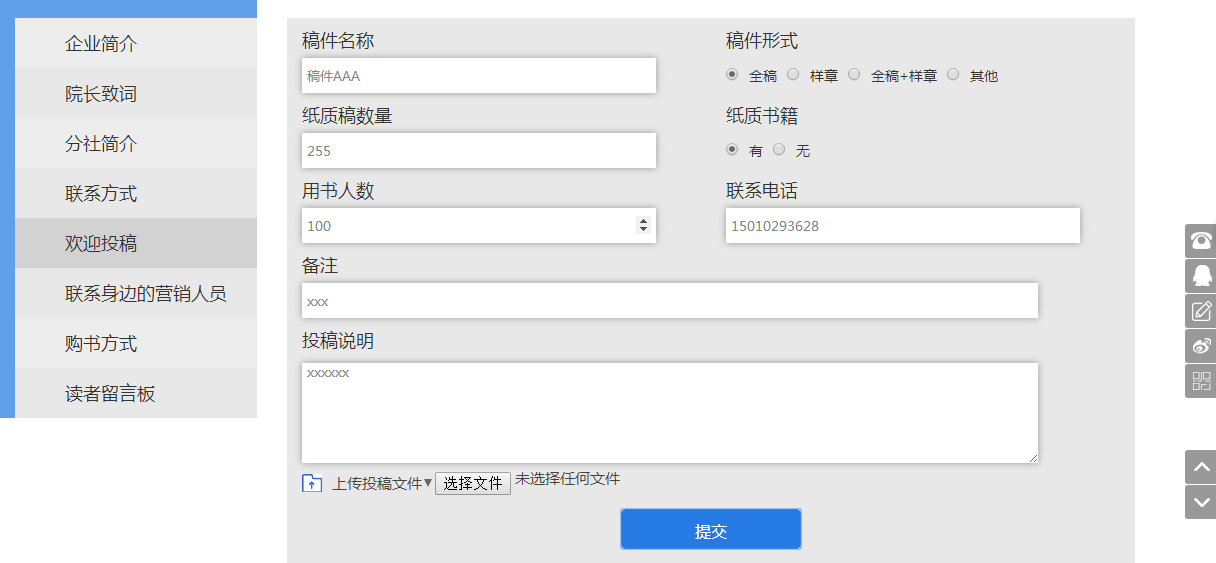 企业简介
院长致词
分社简介
联系方式
欢迎投稿
联系身边的营销人员
购书方式
读者留言板
稿件名称
稿件AAA
稿件形式
全稿 样章 全稿+样章 其他
纸质稿数量
255
纸质书籍
有 无
用书人数
100
联系电话
15010293628
备注
xxx
投稿说明
xxxxxx
上传投稿文件▼ 选择文件 未选择任何文件
提交